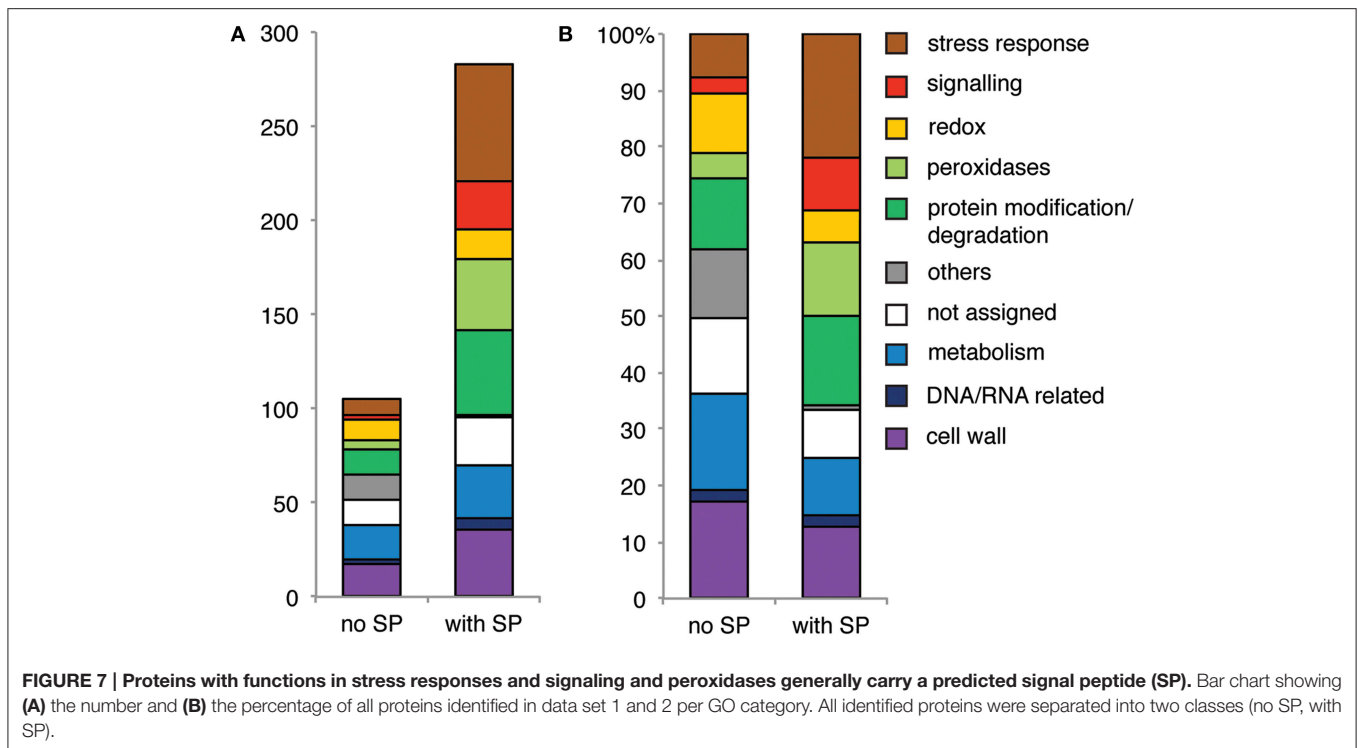 A
300
250
200
150
100
50
0
no SP
with SP
B
100%
90
80
70
60
50
40
30
20
10
0
no SP
with SP
stress response
signalling
redox
peroxidases
protein modification/
degradation
others
not assigned
metabolism
DNA/RNA related
cell wall
FIGURE 7 | Proteins with functions in stress responses and signaling and peroxidases generally carry a predicted signal peptide (SP). Bar chart showing
(A) the number and (B) the percentage of all proteins identified in data set 1 and 2 per GO category. All identified proteins were separated into two classes (no SP, with
SP).